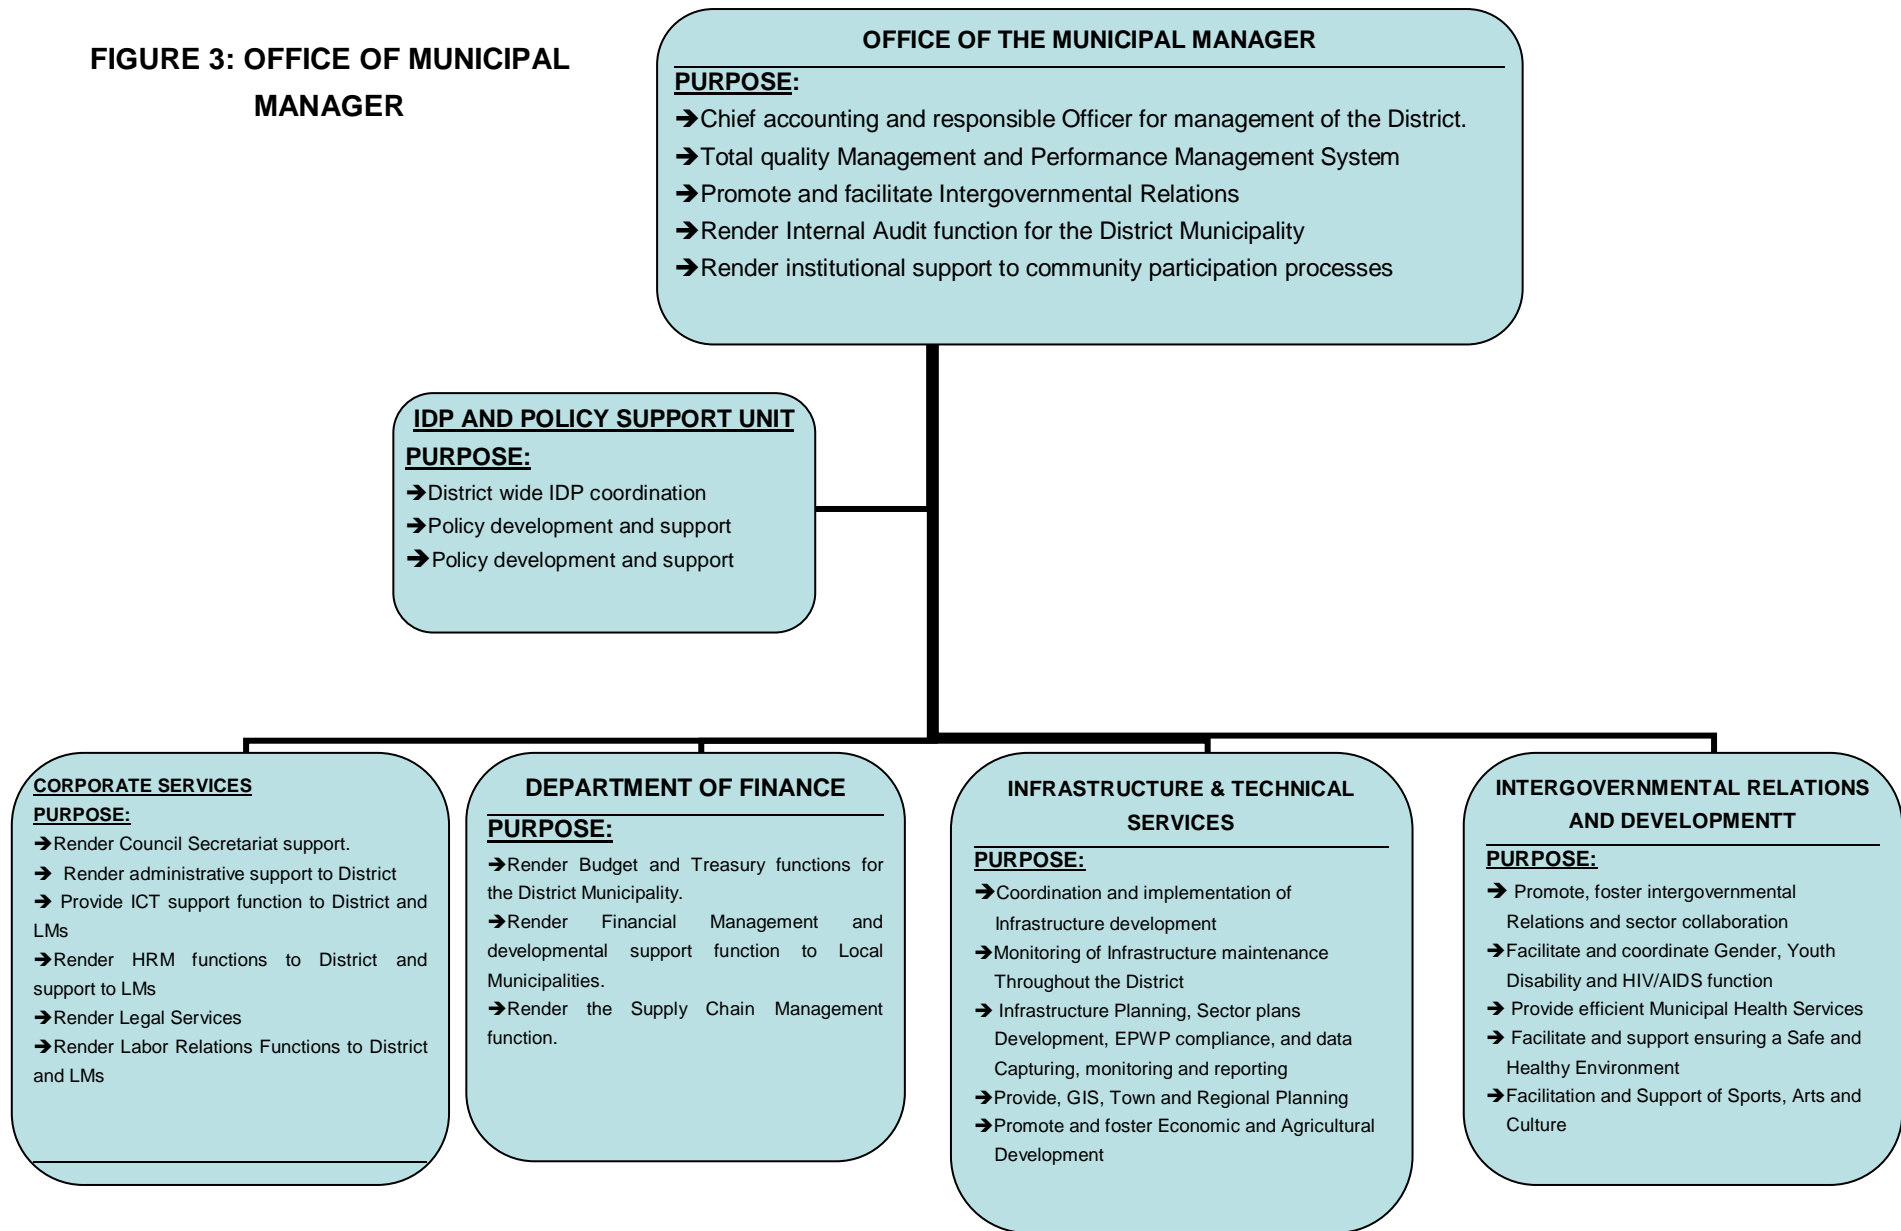 FIGURE 3: OFFICE OF MUNICIPAL
MANAGER
OFFICE OF THE MUNICIPAL MANAGER
PURPOSE:
➔Chief accounting and responsible Officer for management of the District.
➔Total quality Management and Performance Management System
➔Promote and facilitate Intergovernmental Relations
➔Render Internal Audit function for the District Municipality
➔Render institutional support to community participation processes
IDP AND POLICY SUPPORT UNIT
PURPOSE:
➔District wide IDP coordination
➔Policy development and support
➔Policy development and support
CORPORATE SERVICES
PURPOSE:
➔Render Council Secretariat support.
➔ Render administrative support to District
➔ Provide ICT support function to District and
LMs
➔Render HRM functions to District and
support to LMs
➔Render Legal Services
➔Render Labor Relations Functions to District
and LMs
DEPARTMENT OF FINANCE
PURPOSE:
➔Render Budget and Treasury functions for
the District Municipality.
➔Render Financial Management and
developmental support function to Local
Municipalities.
➔Render the Supply Chain Management
function.
INFRASTRUCTURE & TECHNICAL
SERVICES
PURPOSE:
➔Coordination and implementation of
Infrastructure development
➔Monitoring of Infrastructure maintenance
Throughout the District
➔ Infrastructure Planning, Sector plans
Development, EPWP compliance, and data
Capturing, monitoring and reporting
➔Provide, GIS, Town and Regional Planning
➔Promote and foster Economic and Agricultural
Development
INTERGOVERNMENTAL RELATIONS
AND DEVELOPMENTT
PURPOSE:
➔ Promote, foster intergovernmental
Relations and sector collaboration
➔Facilitate and coordinate Gender, Youth
Disability and HIV/AIDS function
➔ Provide efficient Municipal Health Services
➔ Facilitate and support ensuring a Safe and
Healthy Environment
➔Facilitation and Support of Sports, Arts and
Culture